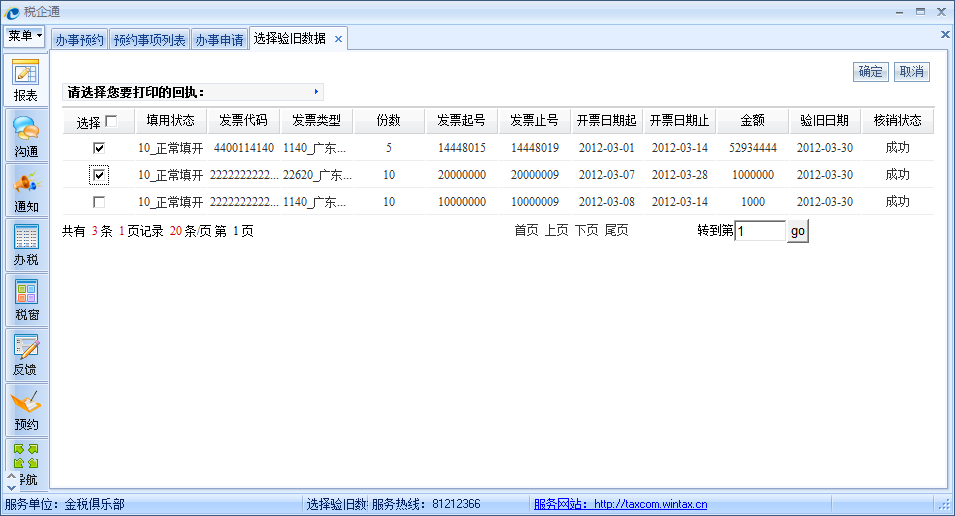 税企通
菜单
办事预约 预约事项列表 办事申请 选择验旧数据
确定 取消
请选择您要打印的回执：
选择 填用状态 发票代码 发票类型 份数 发票起号 发票止号 开票日期起 开票日期止 金额 验旧日期 核销状态
10_正常填开 4400114140 1140_广东... 5 14448015 14448019 2012-03-01 2012-03-14 52934444 2012-03-30 成功
10_正常填开 2222222222... 22620_广东... 10 20000000 20000009 2012-03-07 2012-03-28 1000000 2012-03-30 成功
10_正常填开 2222222222... 1140_广东... 10 10000000 10000009 2012-03-08 2012-03-14 1000 2012-03-30 成功
共有 3 条 1 页记录 20 条/页 第 1 页 首页 上页 下页 尾页 转到第 1 go
报表
沟通
通知
办税
税窗
反馈
预约
导航
服务单位：金税俱乐部 选择验旧数 服务热线：81212366 服务网站：http://taxcom.wintax.cn